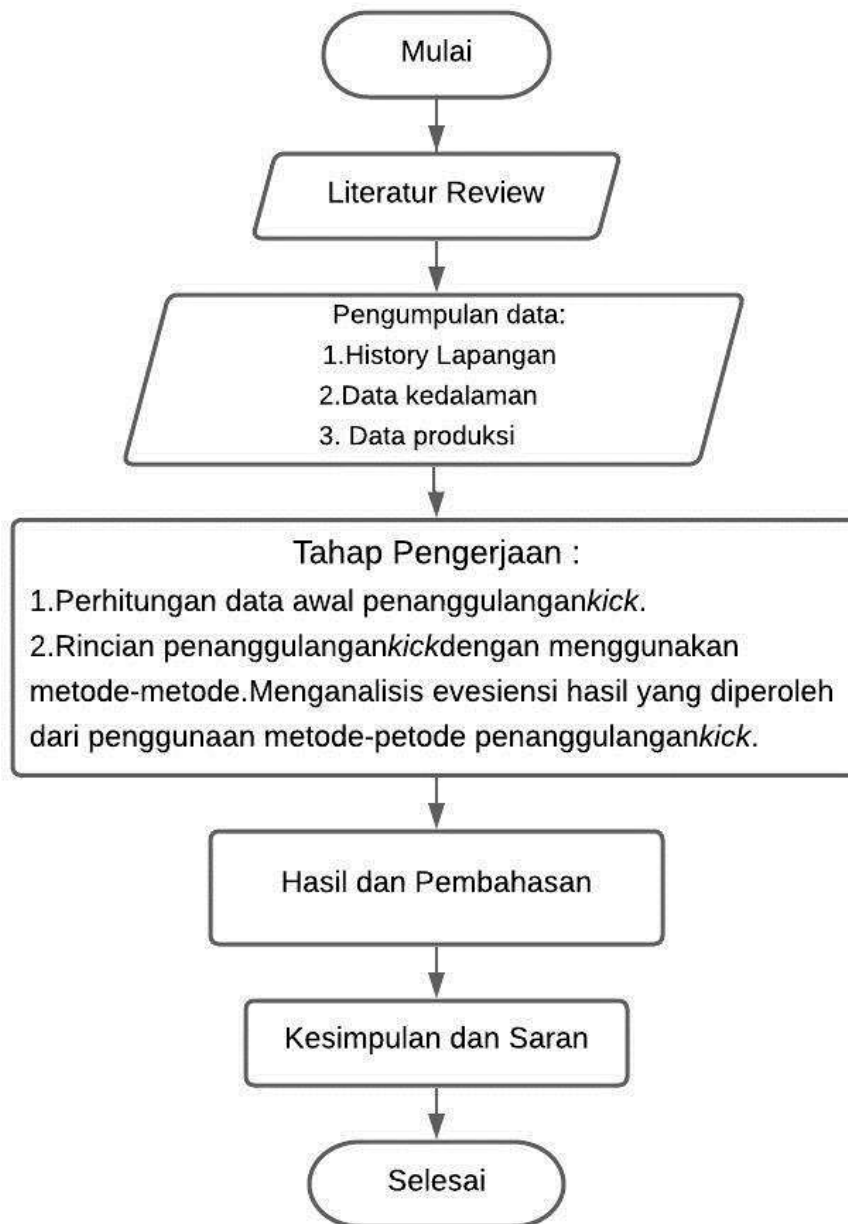 Mulai
Literatur Review
Pengumpulan data:
1.History Lapangan
2.Data kedalaman
3. Data produksi
Tahap Pengerjaan :
1.Perhitungan data awal penanggulangankick.
2.Rincian penanggulangankickdengan menggunakan
metode-metode.Menganalisis evesiensi hasil yang diperoleh
dari penggunaan metode-petode penanggulangankick.
Hasil dan Pembahasan
Kesimpulan dan Saran
Selesai